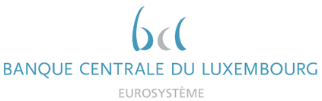 bcl
BANQUE CENTRALE DU LUXEMBOURG
EUROSYSTÈME